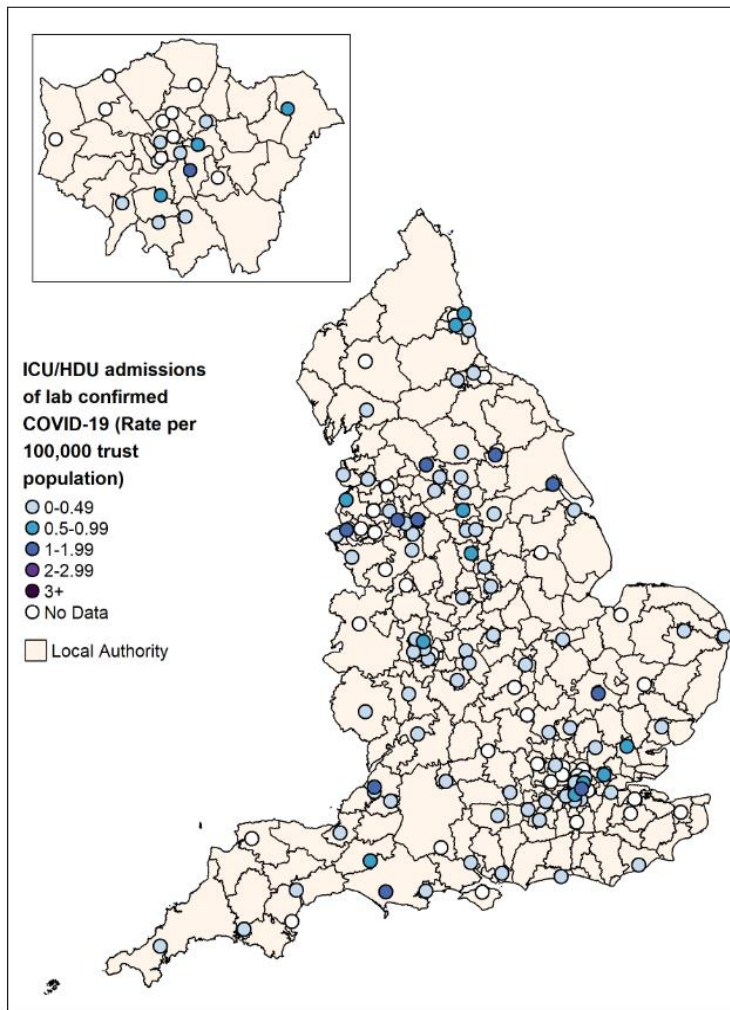 ICU/HDU admissions
of lab confirmed
COVID-19 (Rate per
100,000 trust
population)
0-0.49
0.5-0.99
1-1.99
2-2.99
3+
No Data
Local Authority